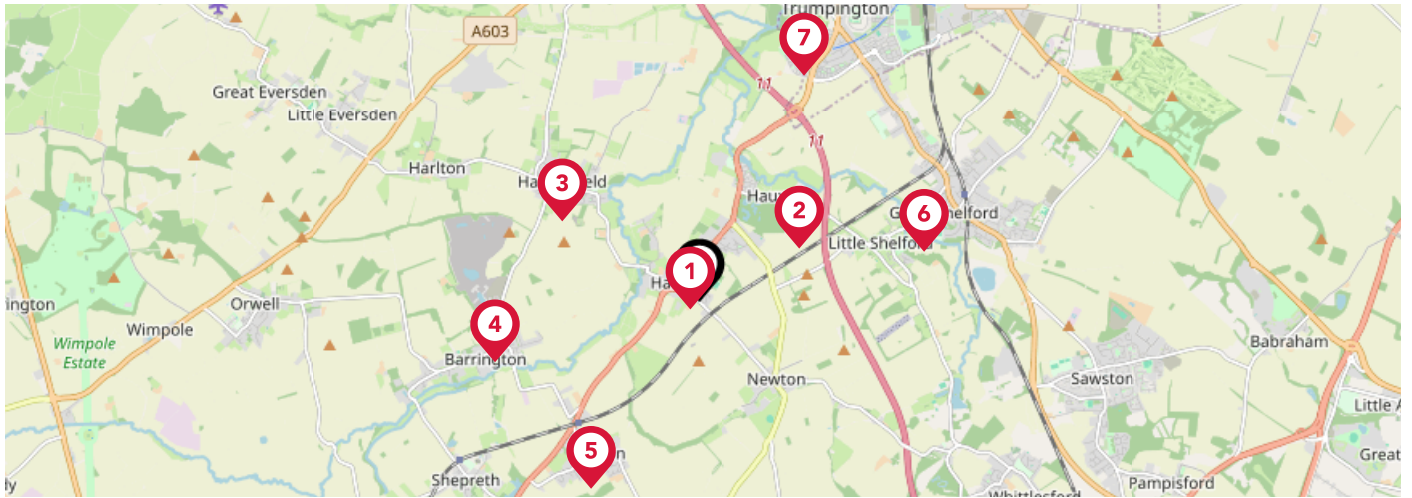 Trumpington
7
A603
11
Great Eversden
Little Eversden
11
Harlton
3
2
6
Little Shelford
1
Orwell
4
Wimpole
Wimpole
Estate
Barrington
Babraham
Newton
Sawston
5
Shepreth
Pampisford
Whittlesford